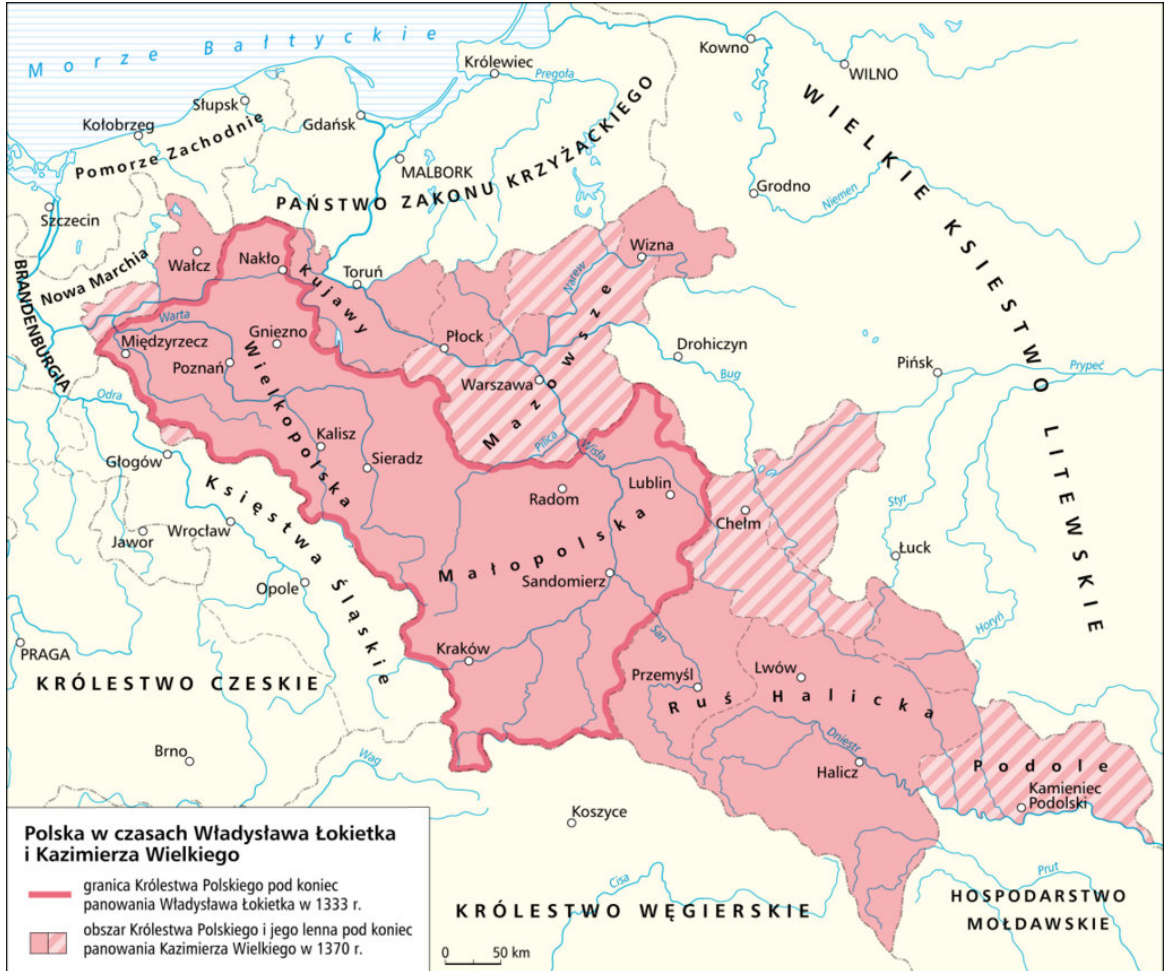 Morze Bałtyckie
Kowno
WILNO
Królewiec
Pregoła
Słupsk
Kołobrzeg
Gdańsk
Pomorze Zachodnie
MALBORK
PAŃSTWO ZAKONU KRZYŻACKIEGO
WIELKIE KSIĘSTWO LITEWSKIE
Grodno
Niemen
Szczecin
Wałcz
Nakło
Wizna
Nowa Marchia
Toruń
Kujawy
Narew
BRANDENBURGIA
Warta
Międzyrzecz
Gniezno
Poznań
Płock
Mazowsze
Drohiczyn
Warszawa
Bug
Pińsk
Prypeć
Odra
Wielkopolska
Kalisz
Sieradz
Pilica
Wisła
Głogów
Księstwa Śląskie
Radom
Lublin
Chełm
Styr
Jawor
Wrocław
Małopolska
Łuck
Opole
Sandomierz
Horyń
San
PRAGA
Kraków
KRÓLESTWO CZESKIE
Przemyśl
Lwów
Ruś Halicka
Dniestr
Halicz
Podole
Kamieniec
Podolski
Brno
Wag
Koszyce
Cisa
Prut
KRÓLESTWO WĘGIERSKIE
HOSPODARSTWO
MOŁDAWSKIE
Polska w czasach Władysława Łokietka
i Kazimierza Wielkiego
granica Królestwa Polskiego pod koniec
panowania Władysława Łokietka w 1333 r.
obszar Królestwa Polskiego i jego lenna pod koniec
panowania Kazimierza Wielkiego w 1370 r.
0 50 km